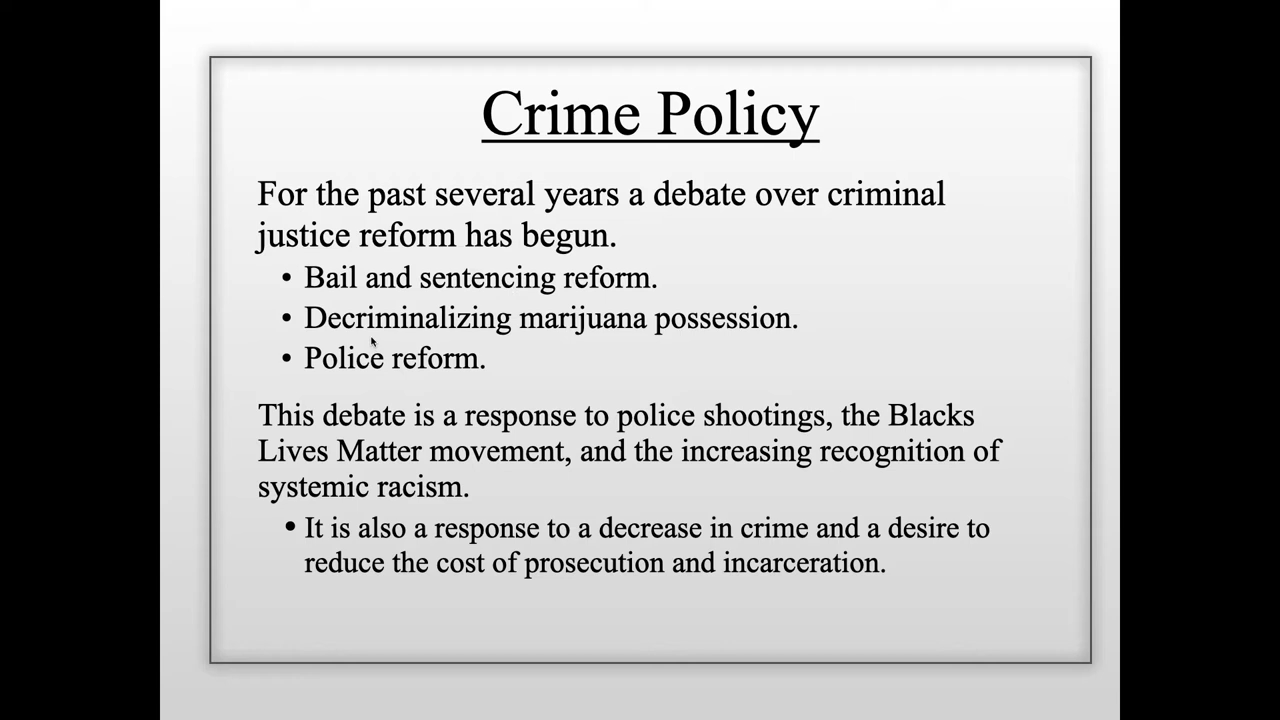 Crime Policy
For the past several years a debate over criminal
justice reform has begun.
• Bail and sentencing reform.
• Decriminalizing marijuana possession.
• Police reform.
This debate is a response to police shootings, the Blacks
Lives Matter movement, and the increasing recognition of
systemic racism.
• It is also a response to a decrease in crime and a desire to
reduce the cost of prosecution and incarceration.